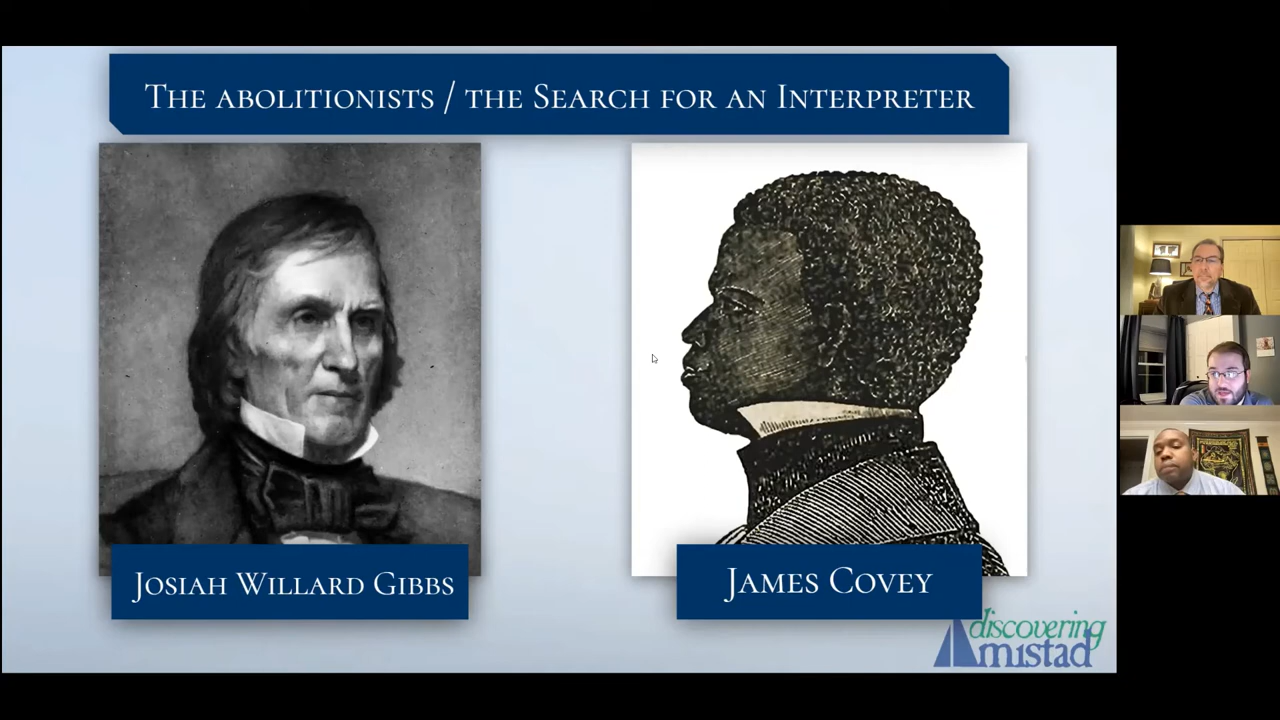 The abolitionists / the Search for an Interpreter
Josiah Willard Gibbs
James Covey
discovering
amistad